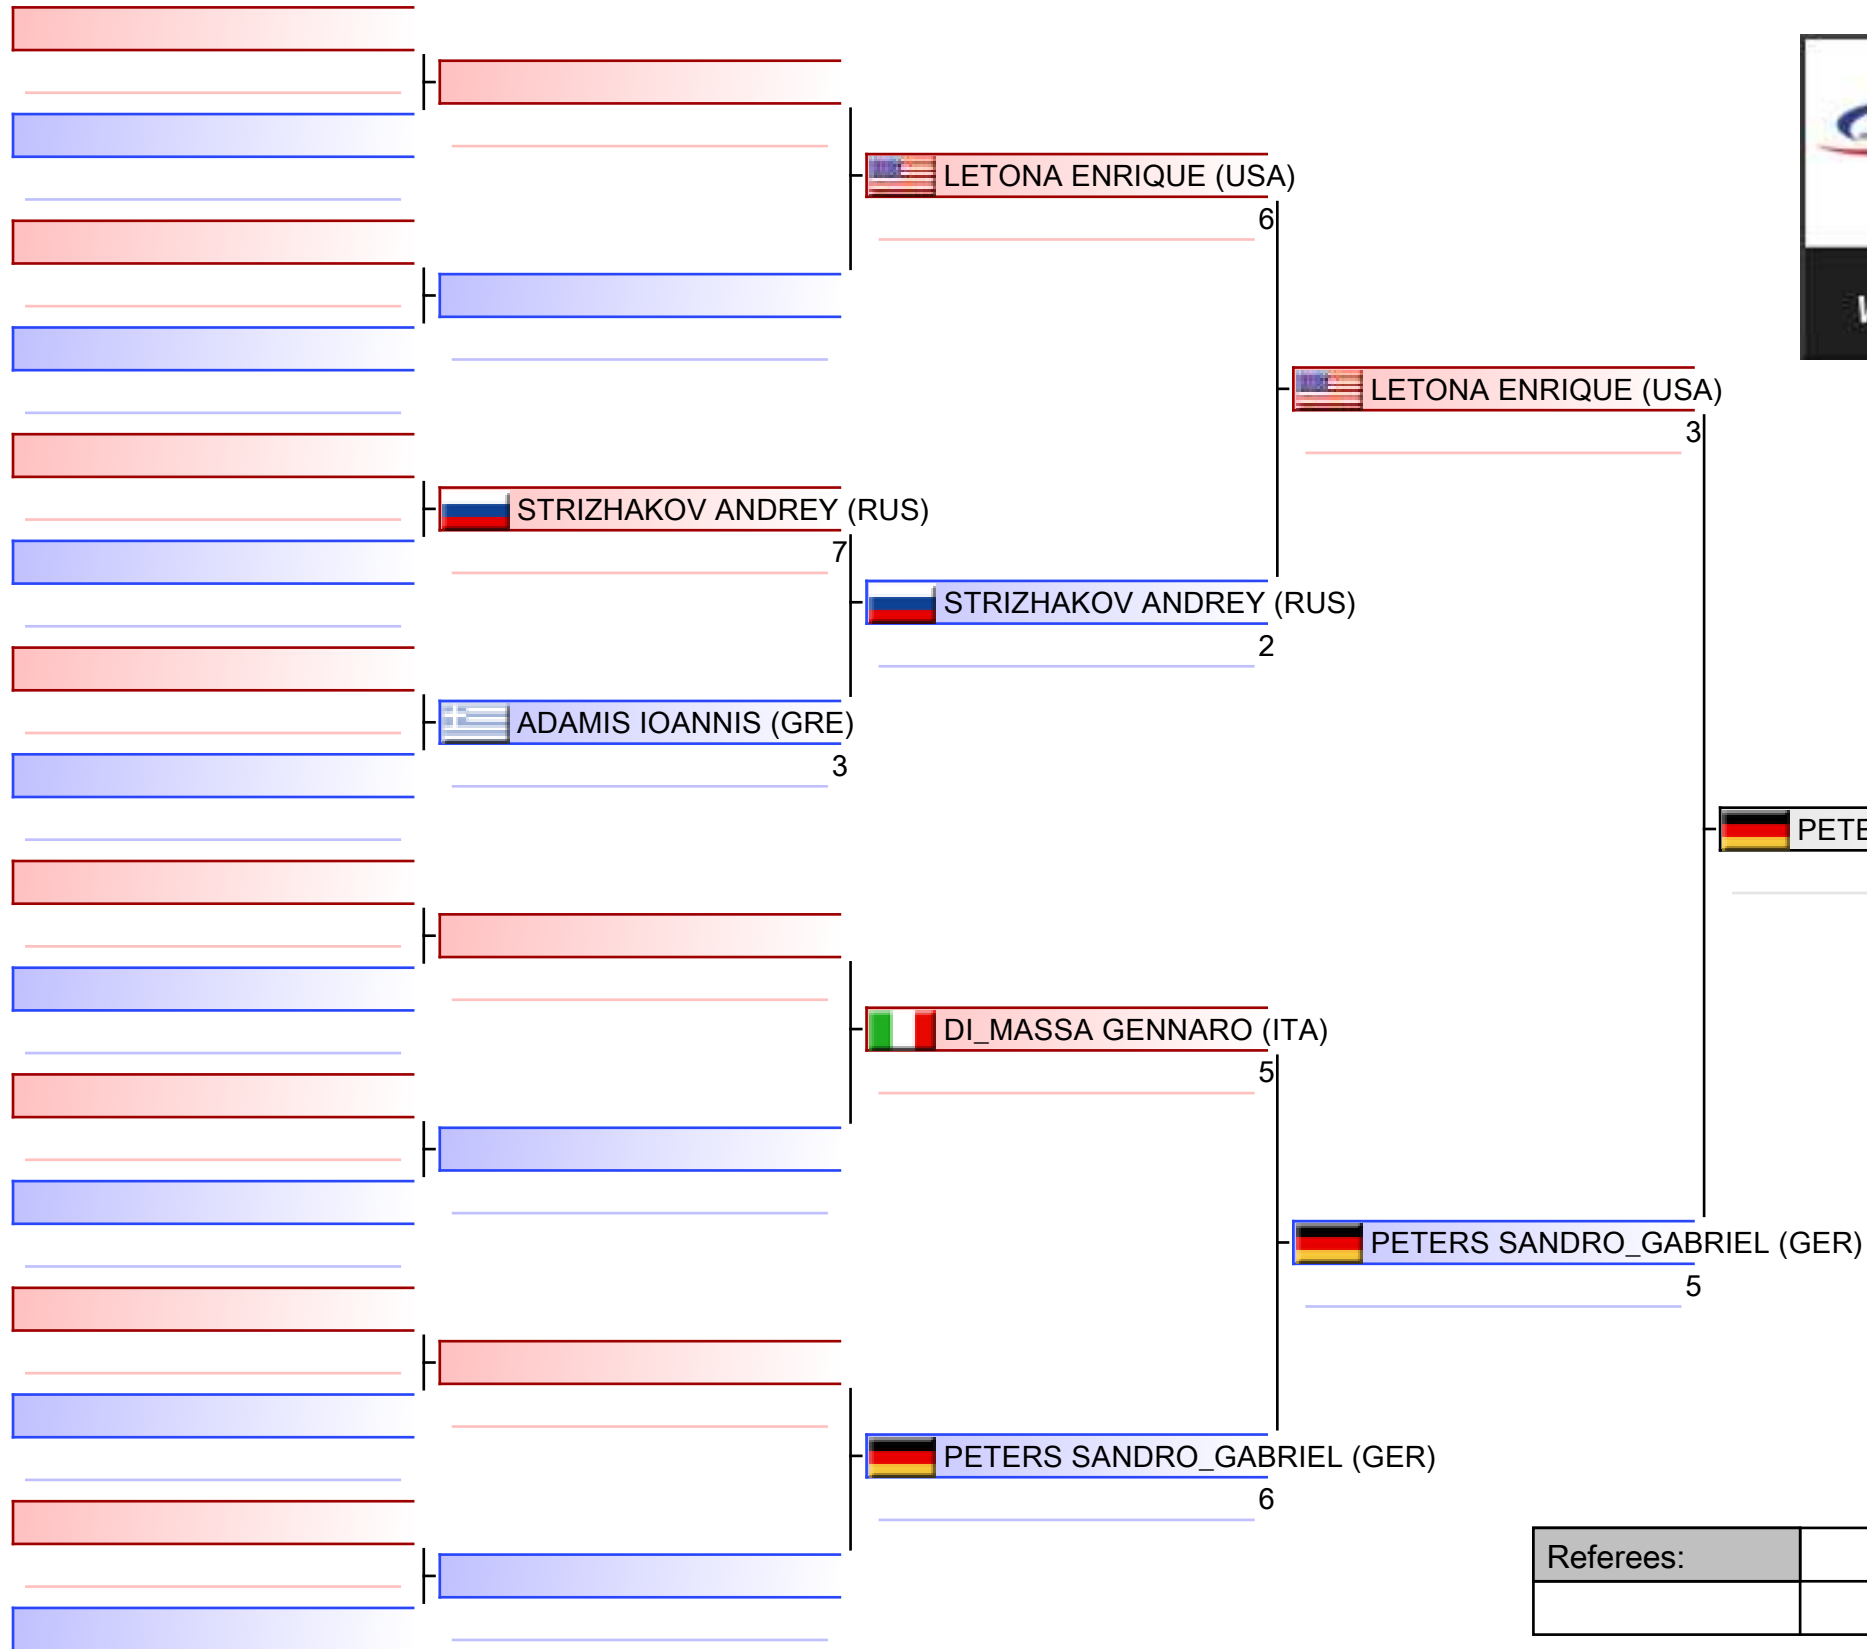 LETONA ENRIQUE (USA)
6
LETONA ENRIQUE (USA)
3
STRIZHAKOV ANDREY (RUS)
7
STRIZHAKOV ANDREY (RUS)
2
ADAMIS IOANNIS (GRE)
3
PETE
DI_MASSA GENNARO (ITA)
5
PETERS SANDRO_GABRIEL (GER)
5
PETERS SANDRO_GABRIEL (GER)
6
Referees: